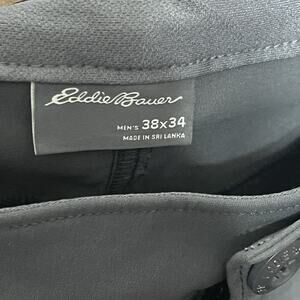 Eddie Bauer
MEN'S 38x34
MADE IN SRI LANKA